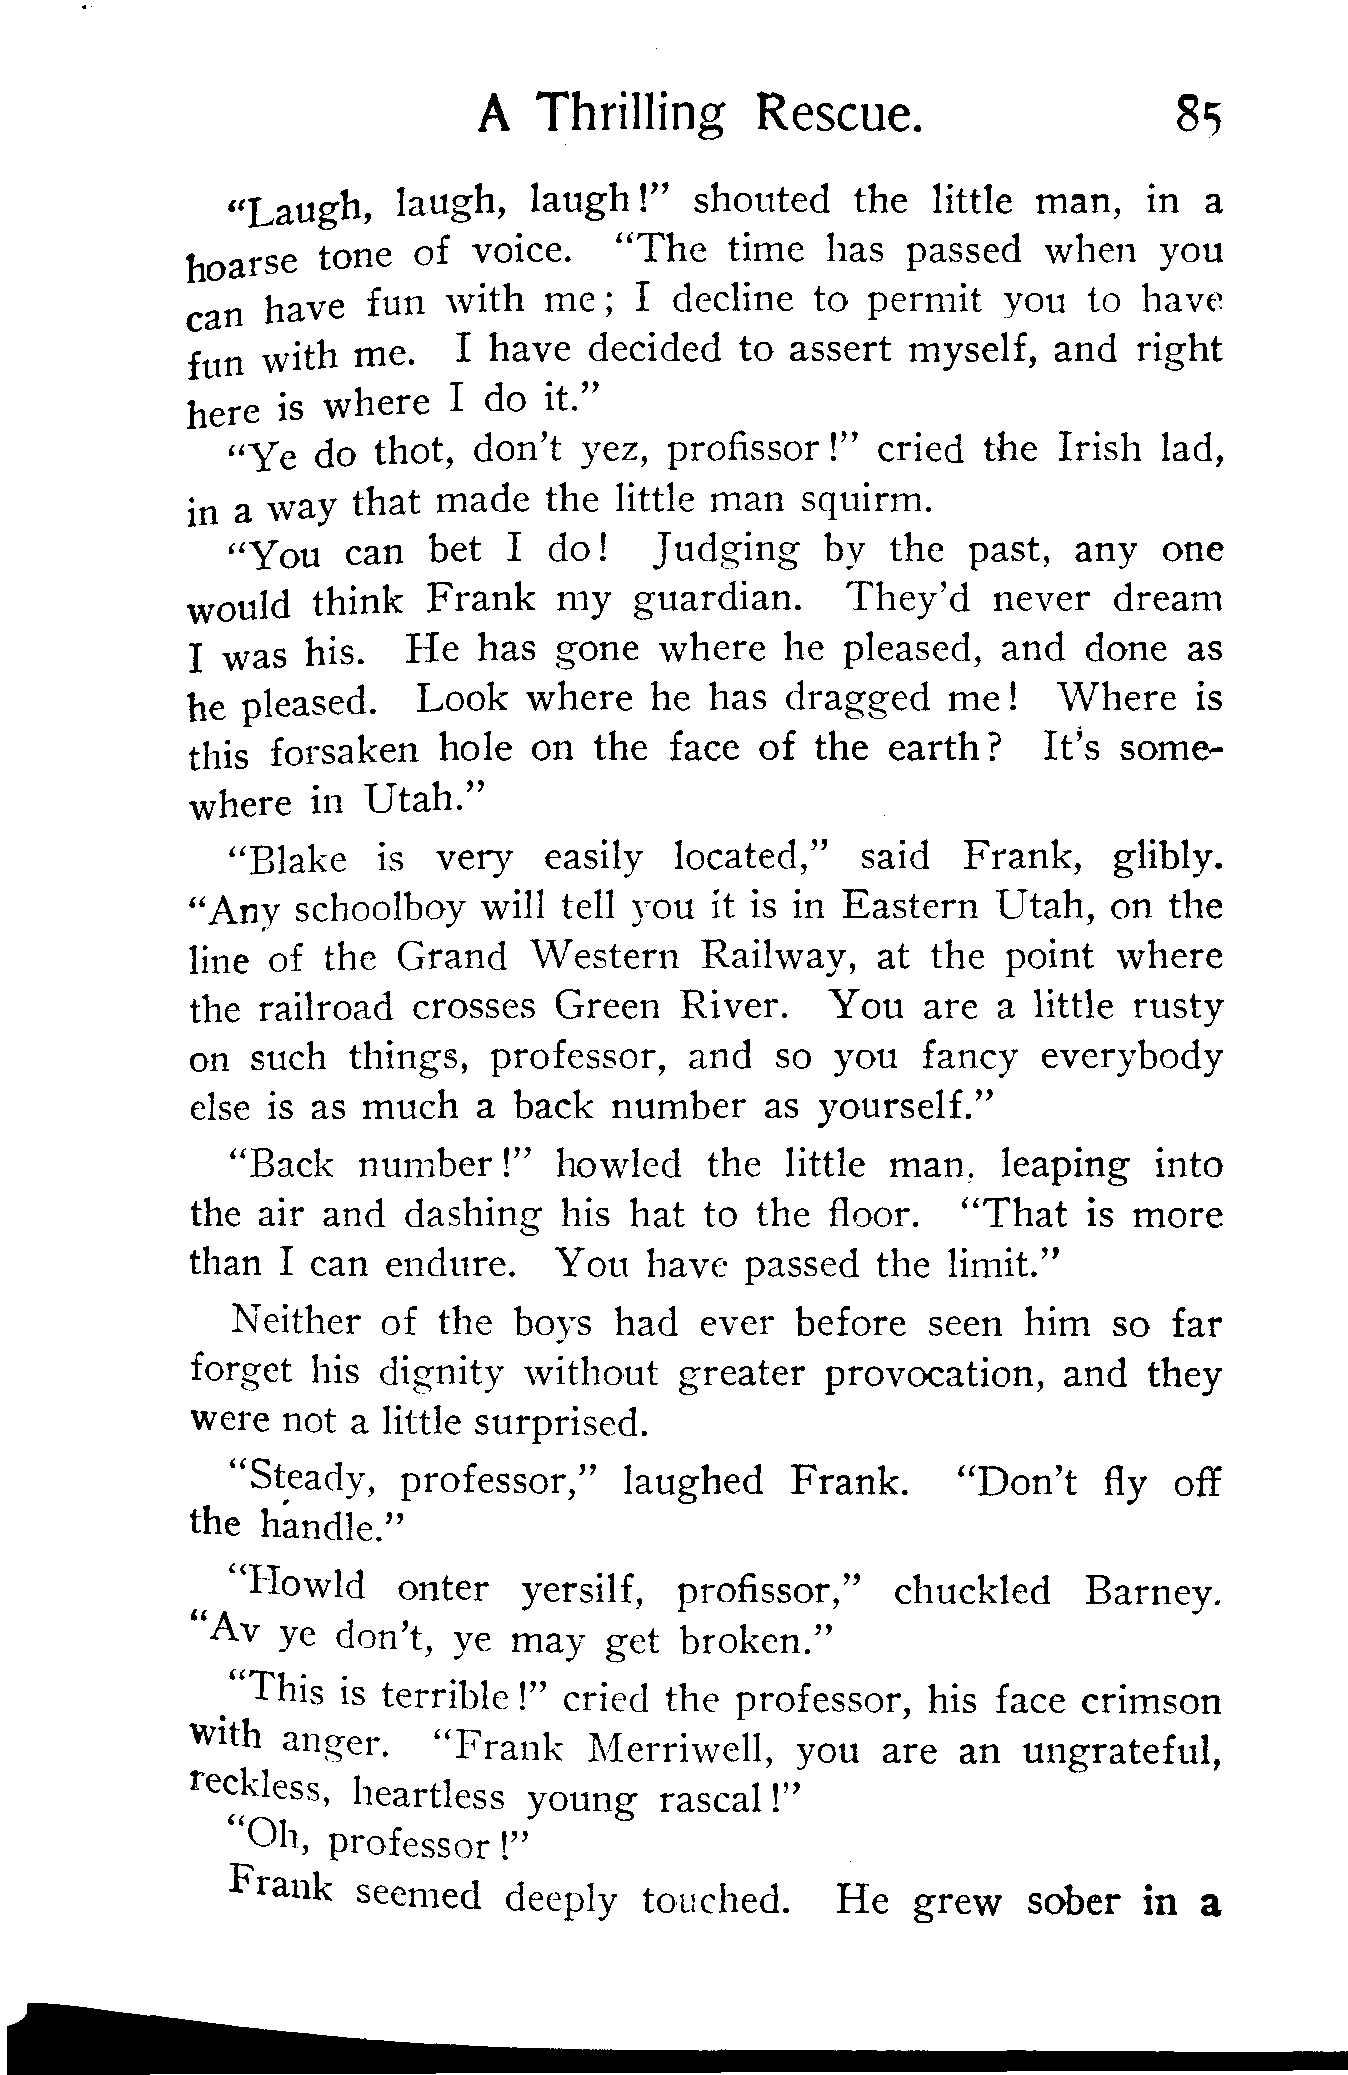 A Thrilling Rescue. 85
“Laugh, laugh, laugh!” shouted the little man, in a
hoarse tone of voice. “The time has passed when you
can have fun with me; I decline to permit you to have
fun with me. I have decided to assert myself, and right
here is where I do it.”
“Ye do thot, don’t yez, profissor!” cried the Irish lad,
in a way that made the little man squirm.
“You can bet I do! Judging by the past, any one
would think Frank my guardian. They’d never dream
I was his. He has gone where he pleased, and done as
he pleased. Look where he has dragged me! Where is
this forsaken hole on the face of the earth? It’s some-
where in Utah.”
“Blake is very easily located,” said Frank, glibly.
“Any schoolboy will tell you it is in Eastern Utah, on the
line of the Grand Western Railway, at the point where
the railroad crosses Green River. You are a little rusty
on such things, professor, and so you fancy everybody
else is as much a back number as yourself.”
“Back number!” howled the little man, leaping into
the air and dashing his hat to the floor. “That is more
than I can endure. You have passed the limit.”
Neither of the boys had ever before seen him so far
forget his dignity without greater provocation, and they
were not a little surprised.
“Steady, professor,” laughed Frank. “Don’t fly off
the handle.”
“Howld onter yersilf, profissor,” chuckled Barney.
“Av ye don’t, ye may get broken.”
“This is terrible!” cried the professor, his face crimson
with anger. “Frank Merriwell, you are an ungrateful,
reckless, heartless young rascal!”
“Oh, professor!”
Frank seemed deeply touched. He grew sober in a